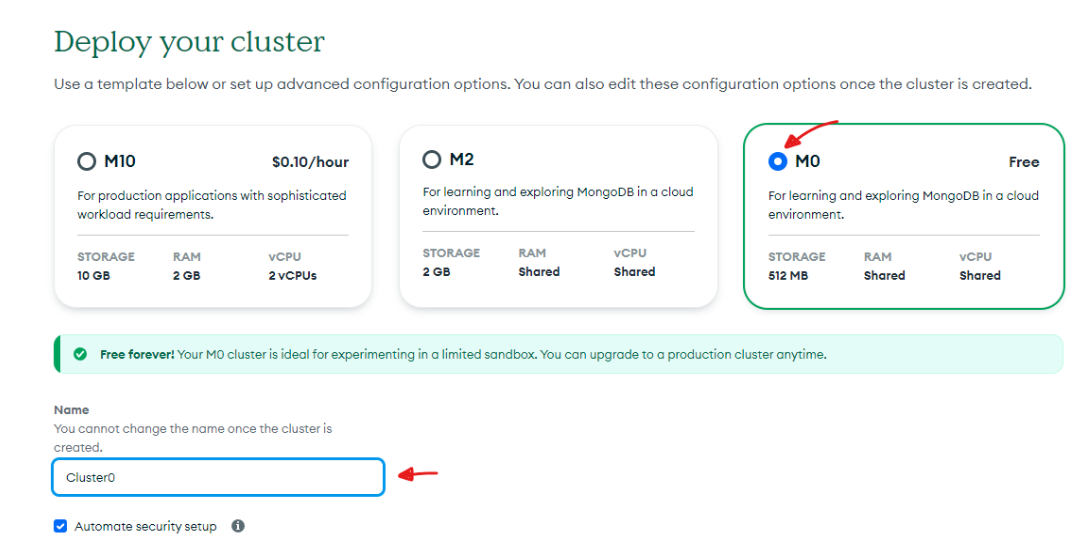 Deploy your cluster
Use a template below or set up advanced configuration options. You can also edit these configuration options once the cluster is created.
M10 $0.10/hour
For production applications with sophisticated
workload requirements.
STORAGE RAM vCPU
10 GB 2 GB 2 vCPUs
M2
For learning and exploring MongoDB in a cloud
environment.
STORAGE RAM vCPU
2 GB Shared Shared
M0 Free
For learning and exploring MongoDB in a cloud
environment.
STORAGE RAM vCPU
512 MB Shared Shared
Free forever! Your M0 cluster is ideal for experimenting in a limited sandbox. You can upgrade to a production cluster anytime.
Name
You cannot change the name once the cluster is
created.
Cluster0
Automate security setup